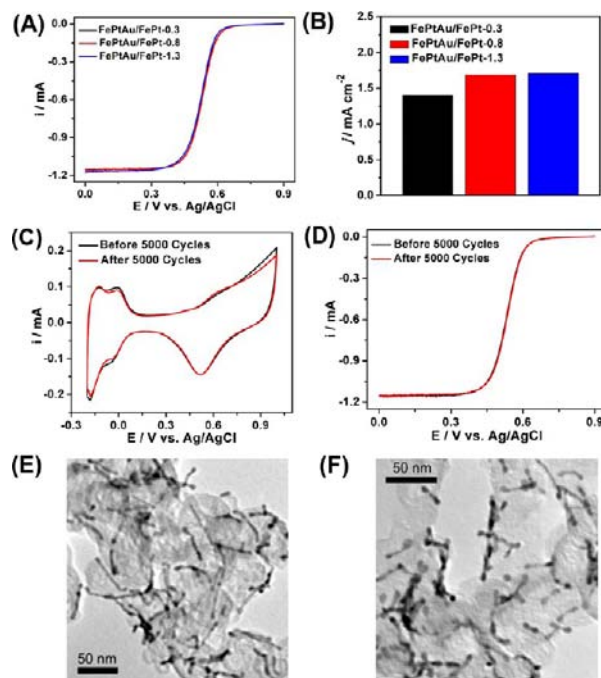 (A)
FePtAu/FePt-0.3
FePtAu/FePt-0.8
FePtAu/FePt-1.3
0.0
-0.3
-0.6
-0.9
-1.2
i / mA
0.0 0.3 0.6 0.9
E / V vs. Ag/AgCl
(B)
FePtAu/FePt-0.3
FePtAu/FePt-0.8
FePtAu/FePt-1.3
2.5
2.0
1.5
1.0
0.5
0.0
j / mA cm-2
(C)
Before 5000 Cycles
After 5000 Cycles
0.2
0.1
0.0
0.1
0.2
i / mA
-0.3 0.0 0.3 0.6 0.9
E / V vs. Ag/AgCl
(D)
Before 5000 Cycles
After 5000 Cycles
0.0
-0.3
-0.6
-0.9
-1.2
i / mA
0.0 0.3 0.6 0.9
E / V vs. Ag/AgCl
(E)
50 nm
(F)
50 nm